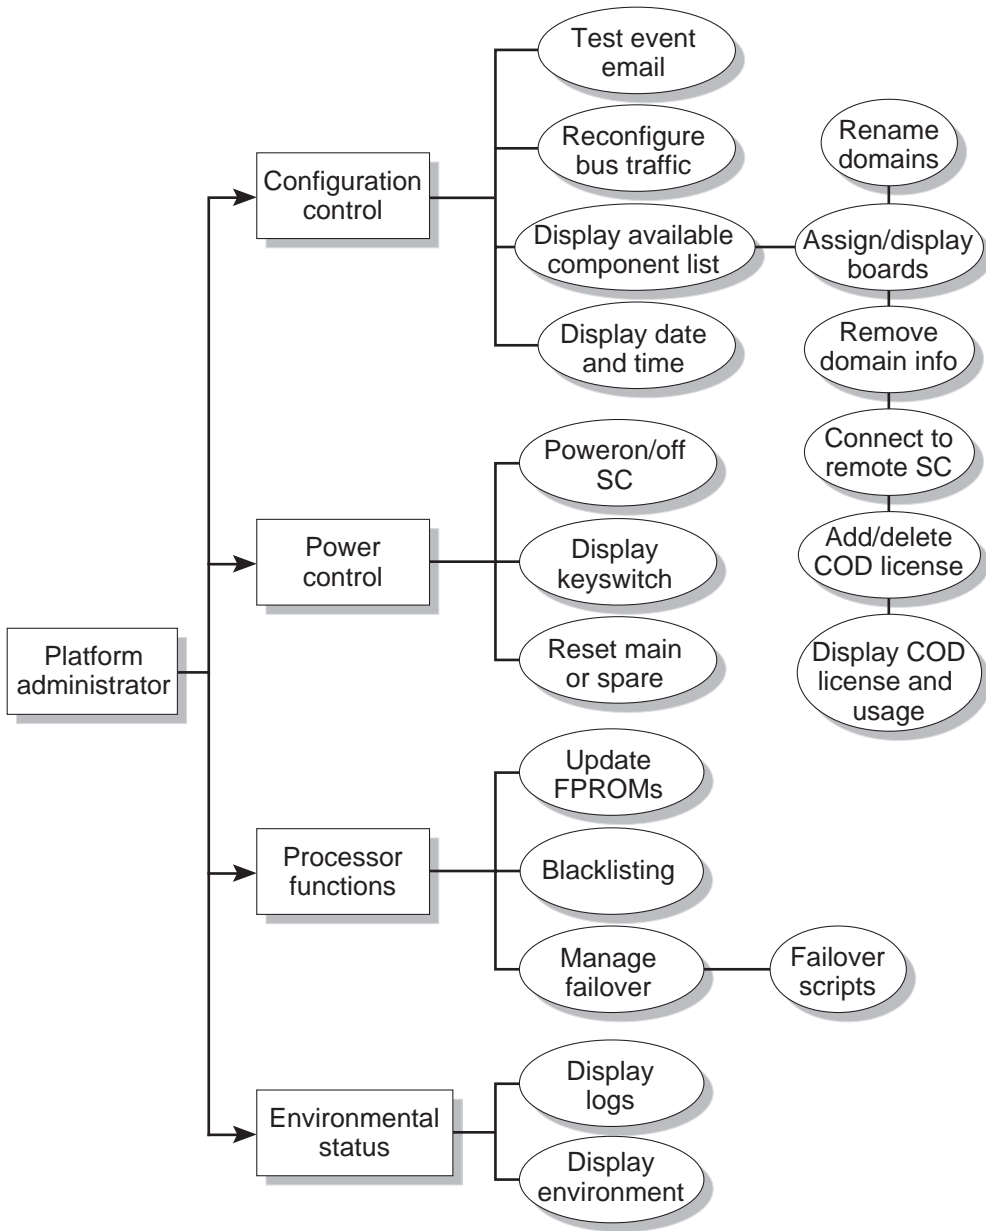 Test event
email
Reconfigure
bus traffic
Rename
domains
Configuration
control
Display available
component list
Assign/display
boards
Display date
and time
Remove
domain info
Connect to
remote SC
Add/delete
COD license
Display COD
license and
usage
Platform
administrator
Power
control
Poweron/off
SC
Display
keyswitch
Reset main
or spare
Processor
functions
Update
FPROMs
Blacklisting
Manage
failover
Failover
scripts
Environmental
status
Display
logs
Display
environment